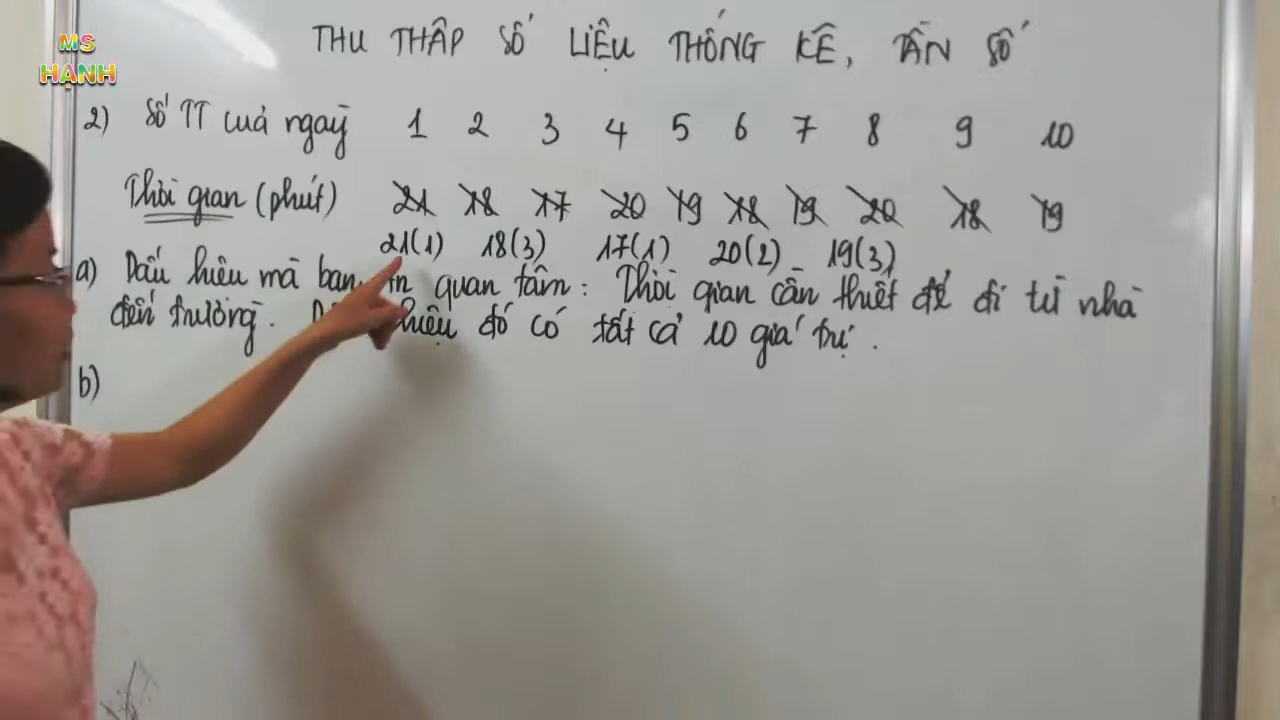 MS
HẠNH
THU THẬP SỐ LIỆU THỐNG KÊ, TẦN SỐ
2) Số TT của ngày 1 2 3 4 5 6 7 8 9 10
Thời gian (phút) 21 18 17 20 19 18 19 20 18 19
21(1) 18(3) 17(1) 20(2) 19(3)
a) Dấu hiệu mà bạn quan tâm: Thời gian cần thiết để đi từ nhà
đến trường. hiệu đó có tất cả 10 giá trị.
b)